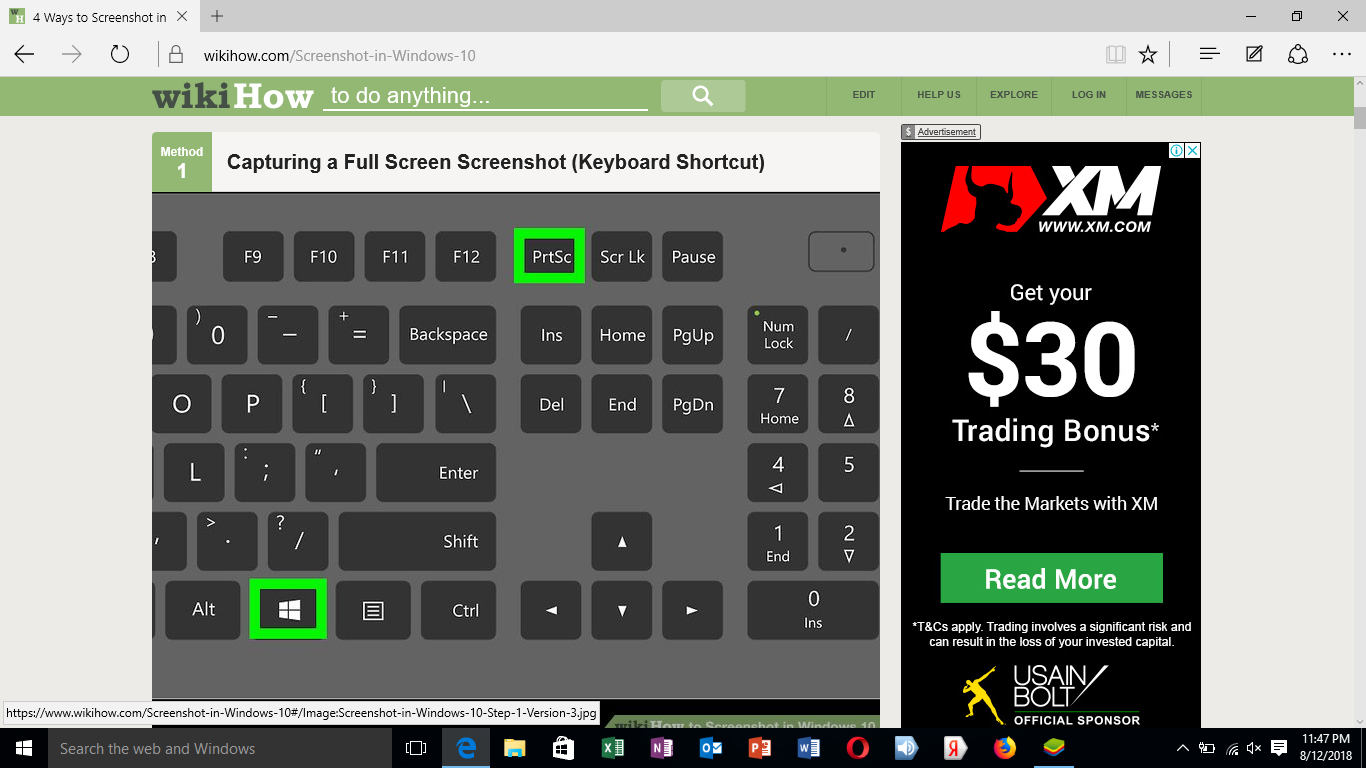 4 Ways to Screenshot in
wikihow.com/Screenshot-in-Windows-10
wikiHow to do anything...
EDIT HELP US EXPLORE LOG IN MESSAGES
Method
1
Capturing a Full Screen Screenshot (Keyboard Shortcut)
F9 F10 F11 F12 PrtSc Scr Lk Pause
) 0 _ – + = Backspace Ins Home PgUp Num Lock /
O P { [ } ] | \ Del End PgDn 7 Home 8
L : ; " ' Enter 4 5
> . ? / Shift 1 End 2
Alt Ctrl 0 Ins
$ Advertisement
XM
WWW.XM.COM
Get your
$30
Trading Bonus*
Trade the Markets with XM
Read More
*T&Cs apply. Trading involves a significant risk and
can result in the loss of your invested capital.
USAIN
BOLT
OFFICIAL SPONSOR
https://www.wikihow.com/Screenshot-in-Windows-10#/Image:Screenshot-in-Windows-10-Step-1-Version-3.jpg
wikiHow to Screenshot in Windows 10
Search the web and Windows
11:47 PM
8/12/2018